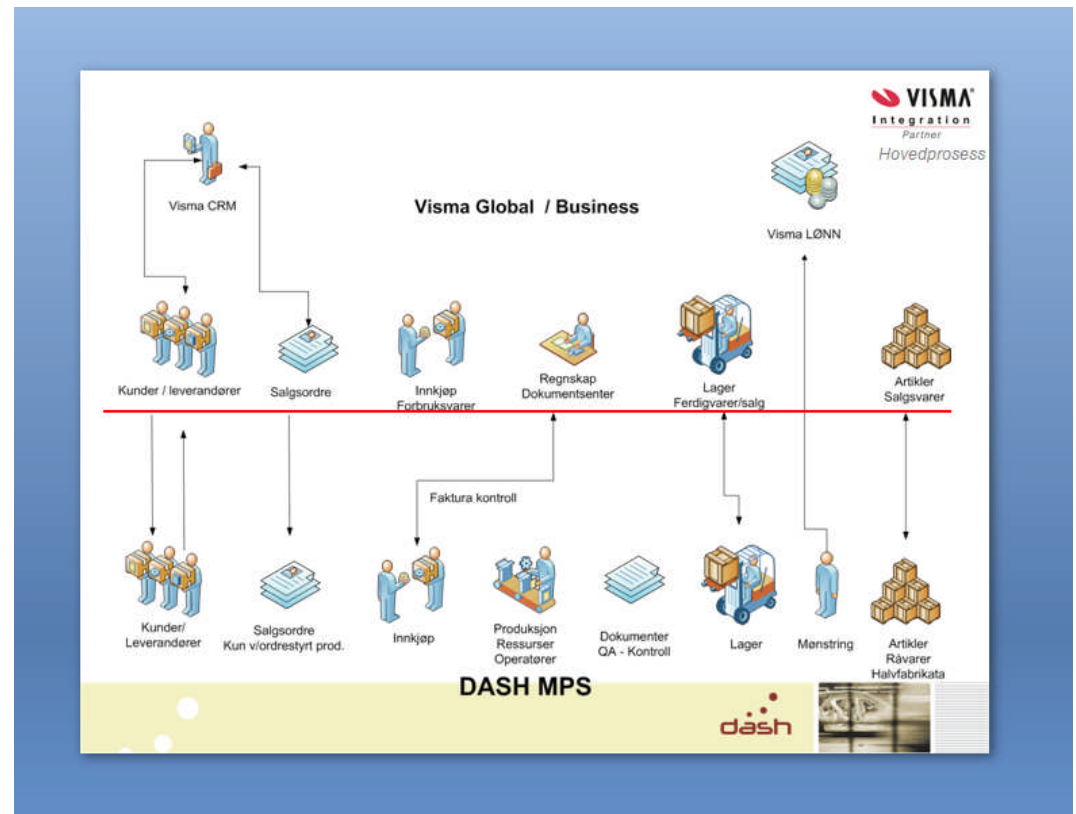 VISMA
Integration
Partner
Hovedprosess
Visma CRM
Visma Global / Business
Visma LØNN
Kunder / leverandører
Salgsordre
Innkjøp
Forbruksvarer
Regnskap
Dokumentsenter
Lager
Ferdigvarer/salg
Artikler
Salgsvarer
Faktura kontroll
Kunder/
Leverandører
Salgsordre
Kun v/ordrestyrt prod.
Innkjøp
Produksjon
Ressurser
Operatører
Dokumenter
QA - Kontroll
Lager
Mønstring
Artikler
Råvarer
Halvfabrikata
DASH MPS
dash